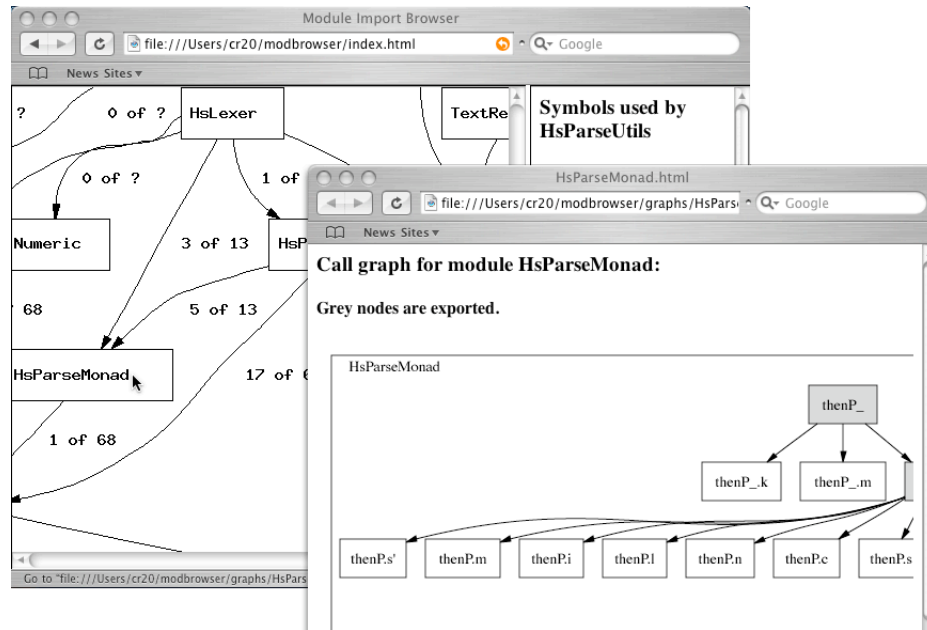 Module Import Browser
file:///Users/cr20/modbrowser/index.html
Google
News Sites
?
0 of ?
HsLexer
TextRe
Symbols used by
HsParseUtils
0 of ?
1 of
Numeric
3 of 13
HsP
68
5 of 13
HsParseMonad
17 of
1 of 68
Go to "file:///Users/cr20/modbrowser/graphs/HsPars
HsParseMonad.html
file:///Users/cr20/modbrowser/graphs/HsPars
Google
News Sites
Call graph for module HsParseMonad:
Grey nodes are exported.
HsParseMonad
thenP_
thenP_.k
thenP_.m
thenP.s'
thenP.m
thenP.i
thenP.l
thenP.n
thenP.c
thenP.s